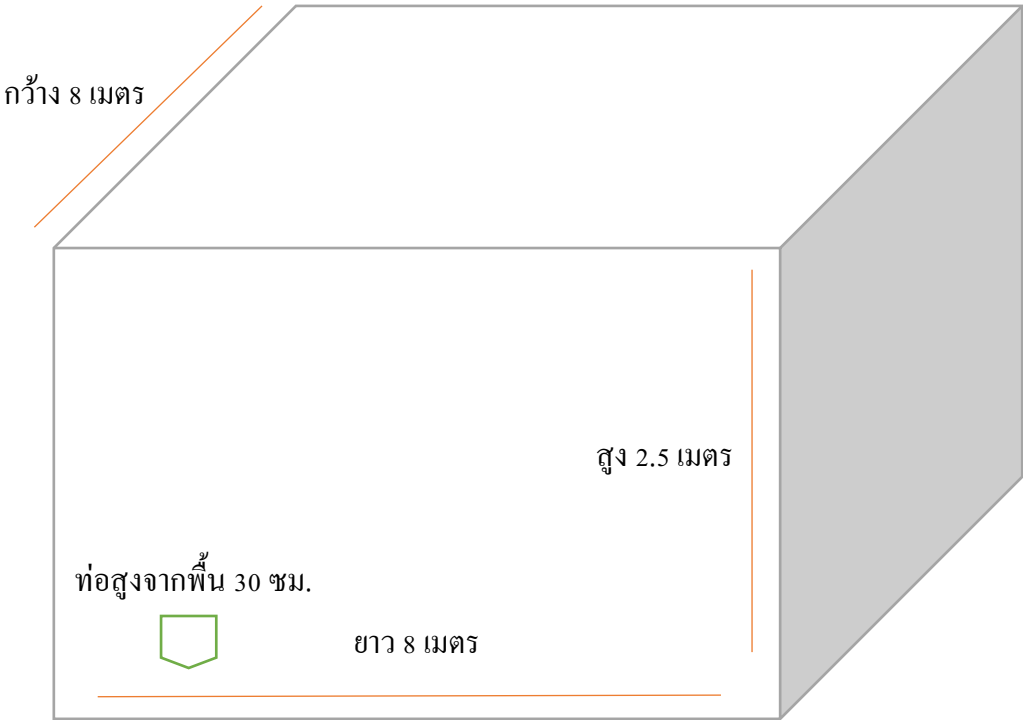 กว้าง 8 เมตร
สูง 2.5 เมตร
ท่อสูงจากพื้น 30 ซม.
ยาว 8 เมตร